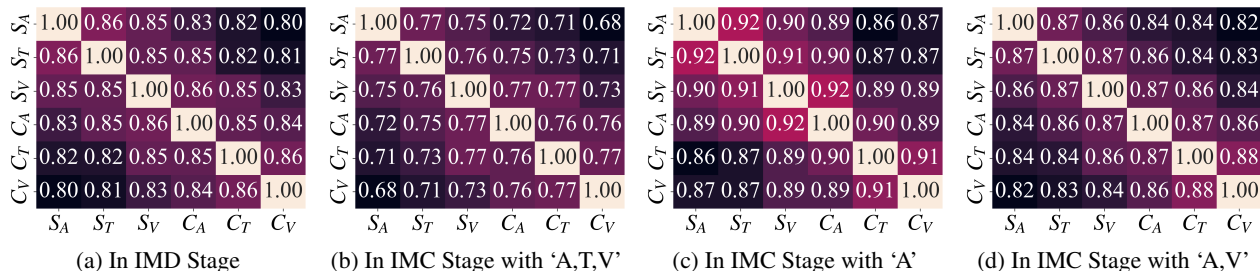 S_A 1.00 0.86 0.85 0.83 0.82 0.80
S_T 0.86 1.00 0.85 0.85 0.82 0.81
S_V 0.85 0.85 1.00 0.86 0.85 0.83
C_A 0.83 0.85 0.86 1.00 0.85 0.84
C_T 0.82 0.82 0.85 0.85 1.00 0.86
C_V 0.80 0.81 0.83 0.84 0.86 1.00
S_A S_T S_V C_A C_T C_V
(a) In IMD Stage
S_A 1.00 0.77 0.75 0.72 0.71 0.68
S_T 0.77 1.00 0.76 0.75 0.73 0.71
S_V 0.75 0.76 1.00 0.77 0.77 0.73
C_A 0.72 0.75 0.77 1.00 0.76 0.76
C_T 0.71 0.73 0.77 0.76 1.00 0.77
C_V 0.68 0.71 0.73 0.76 0.77 1.00
S_A S_T S_V C_A C_T C_V
(b) In IMC Stage with ‘A,T,V’
S_A 1.00 0.92 0.90 0.89 0.86 0.87
S_T 0.92 1.00 0.91 0.90 0.87 0.87
S_V 0.90 0.91 1.00 0.92 0.89 0.89
C_A 0.89 0.90 0.92 1.00 0.90 0.89
C_T 0.86 0.87 0.89 0.90 1.00 0.91
C_V 0.87 0.87 0.89 0.89 0.91 1.00
S_A S_T S_V C_A C_T C_V
(c) In IMC Stage with ‘A’
S_A 1.00 0.87 0.86 0.84 0.84 0.82
S_T 0.87 1.00 0.87 0.86 0.84 0.83
S_V 0.86 0.87 1.00 0.87 0.86 0.84
C_A 0.84 0.86 0.87 1.00 0.87 0.86
C_T 0.84 0.84 0.86 0.87 1.00 0.88
C_V 0.82 0.83 0.84 0.86 0.88 1.00
S_A S_T S_V C_A C_T C_V
(d) In IMC Stage with ‘A,V’